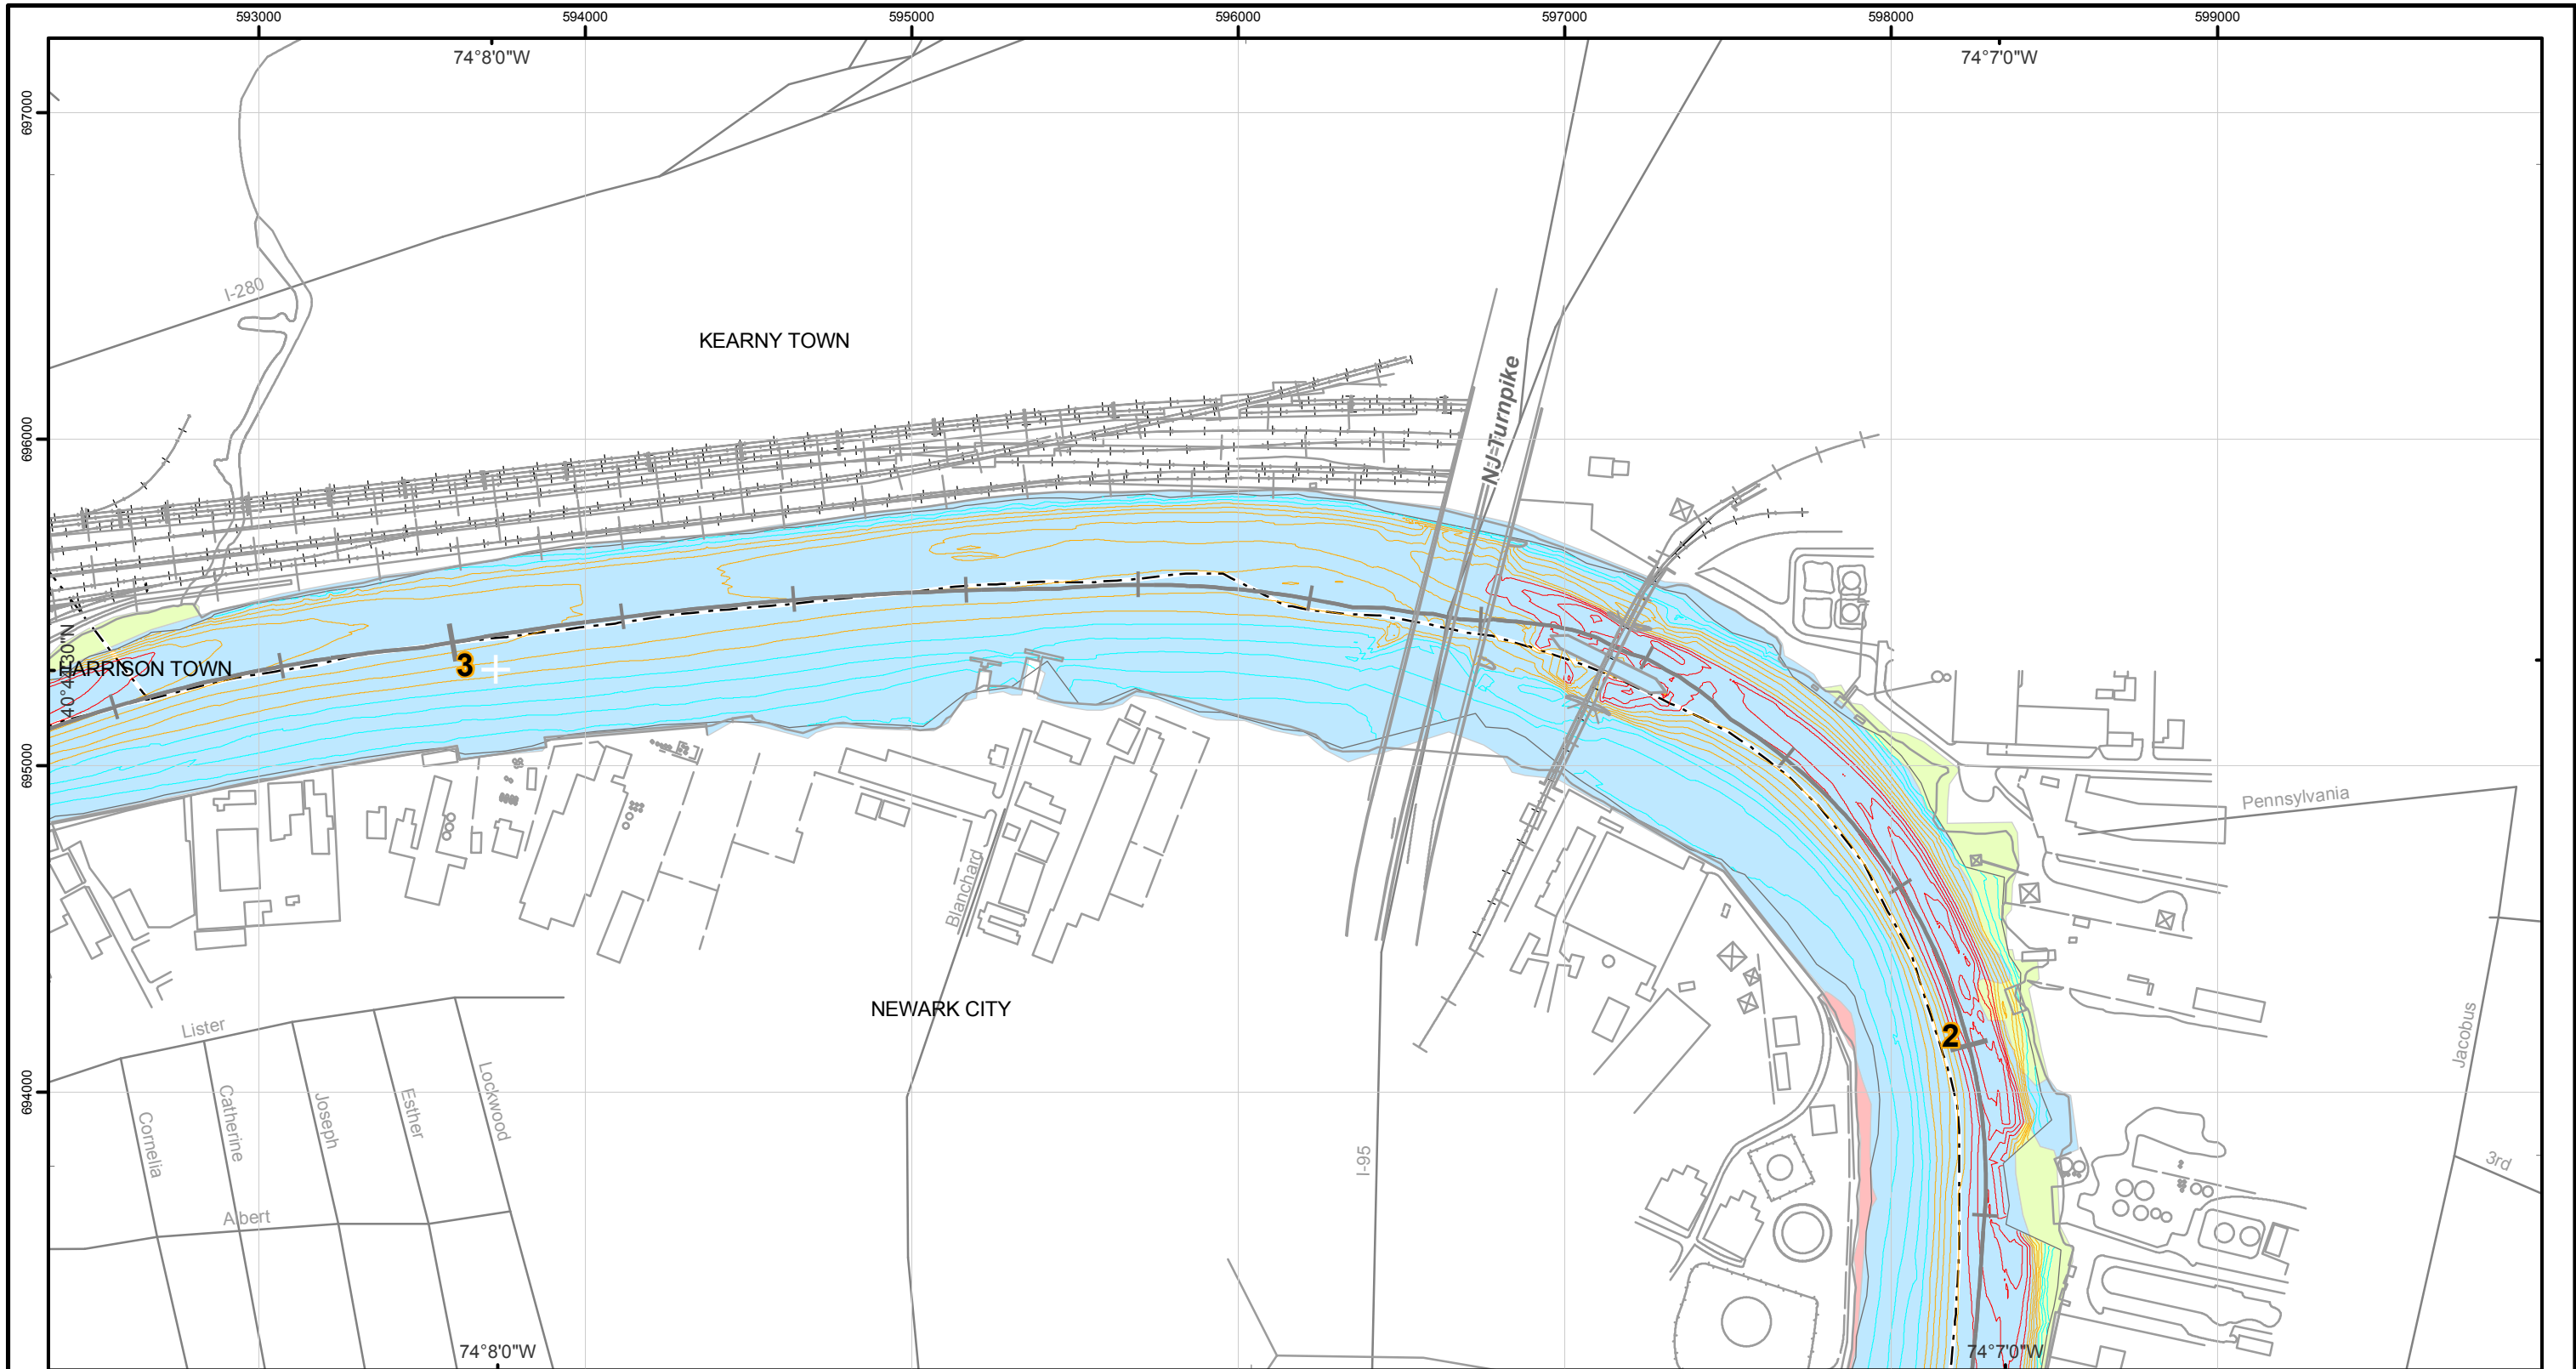 593000
594000
595000
596000
597000
598000
599000
74°8'0"W
74°7'0"W
697000
I-280
KEARNY TOWN
NJ-Turnpike
696000
HARRISON TOWN
3
695000
Pennsylvania
Blanchard
NEWARK CITY
Lister
2
Jacobus
694000
Cornelia
Catherine
Joseph
Esther
Lockwood
I-95
3rd
Albert
74°8'0"W
74°7'0"W